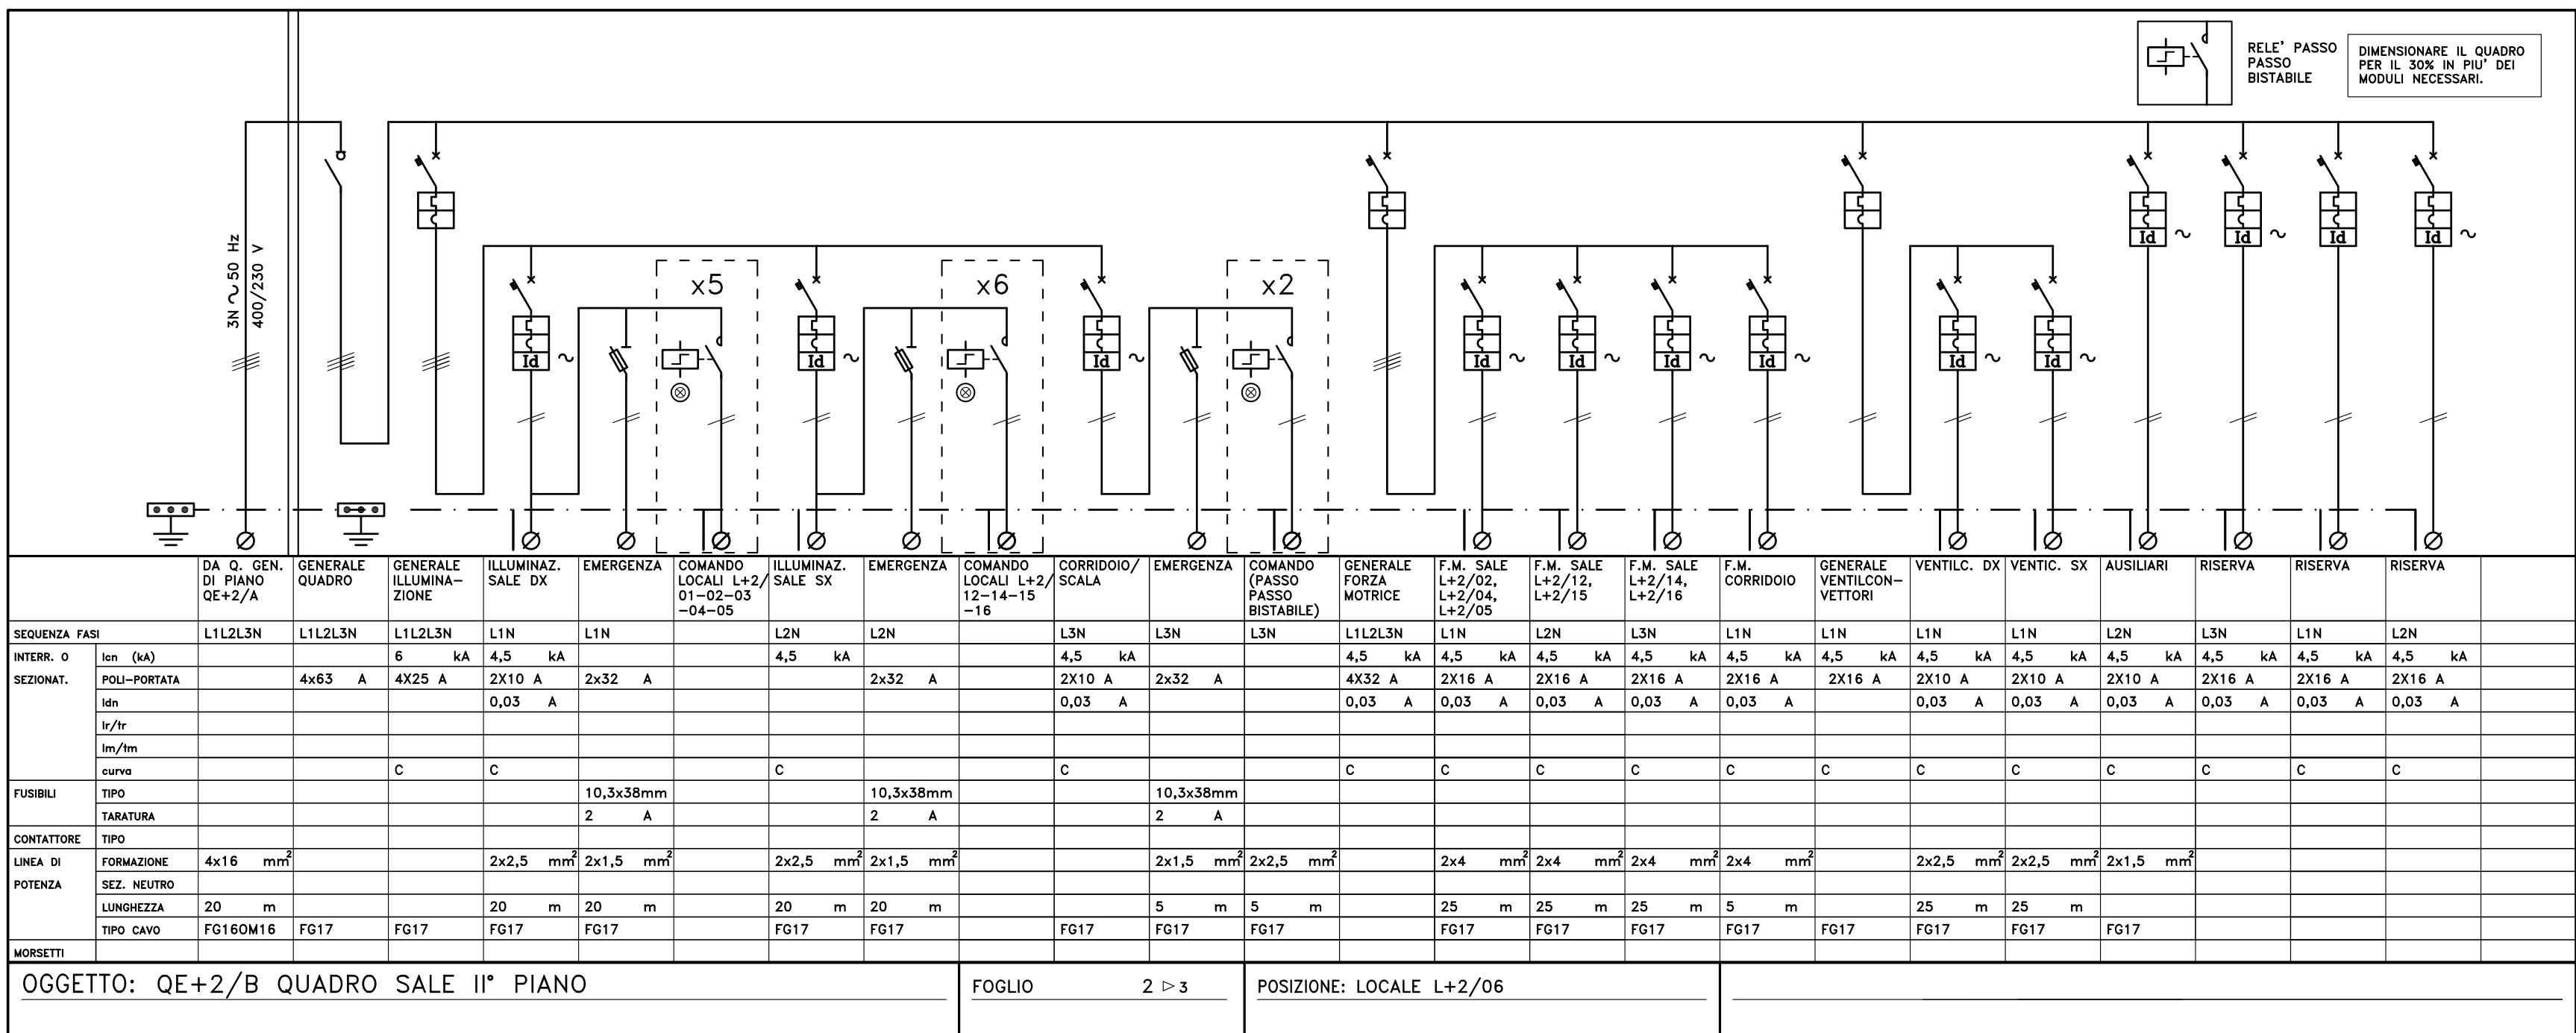 RELE' PASSO
PASSO
BISTABILE
DIMENSIONARE IL QUADRO
PER IL 30% IN PIU' DEI
MODULI NECESSARI.
3N ~ 50 Hz
400/230 V
x5
x6
x2
Id Id Id Id
Id ~ Id ~ Id ~ Id ~ Id ~ Id ~ Id ~ Id ~ Id ~
DA Q. GEN.
DI PIANO
QE+2/A
GENERALE
QUADRO
GENERALE
ILLUMINA-
ZIONE
ILLUMINAZ.
SALE DX
EMERGENZA
COMANDO
LOCALI L+2/
01-02-03
-04-05
ILLUMINAZ.
SALE SX
EMERGENZA
COMANDO
LOCALI L+2/
12-14-15
-16
CORRIDOIO/
SCALA
EMERGENZA
COMANDO
(PASSO
PASSO
BISTABILE)
GENERALE
FORZA
MOTRICE
F.M. SALE
L+2/02,
L+2/04,
L+2/05
F.M. SALE
L+2/12,
L+2/15
F.M. SALE
L+2/14,
L+2/16
F.M.
CORRIDOIO
GENERALE
VENTILCON-
VETTORI
VENTILC. DX
VENTIC. SX
AUSILIARI
RISERVA
RISERVA
RISERVA
SEQUENZA FASI L1L2L3N L1L2L3N L1L2L3N L1N L1N L2N L2N L3N L3N L3N L1L2L3N L1N L2N L3N L1N L1N L1N L1N L2N L3N L1N L2N
INTERR. O Icn (kA) 6 kA 4,5 kA 4,5 kA 4,5 kA 4,5 kA 4,5 kA 4,5 kA 4,5 kA 4,5 kA 4,5 kA 4,5 kA 4,5 kA 4,5 kA 4,5 kA 4,5 kA 4,5 kA
SEZIONAT. POLI-PORTATA 4x63 A 4X25 A 2X10 A 2x32 A 2x32 A 2X10 A 2x32 A 4X32 A 2X16 A 2X16 A 2X16 A 2X16 A 2X16 A 2X10 A 2X10 A 2X10 A 2X16 A 2X16 A 2X16 A
Idn 0,03 A 0,03 A 0,03 A 0,03 A 0,03 A 0,03 A 0,03 A 0,03 A 0,03 A 0,03 A 0,03 A 0,03 A 0,03 A
Ir/tr
Im/tm
curva C C C C C C C C C C C C C C C C
FUSIBILI TIPO 10,3x38mm 10,3x38mm 10,3x38mm
TARATURA 2 A 2 A 2 A
CONTATTORE TIPO
LINEA DI FORMAZIONE 4x16 mm² 2x2,5 mm² 2x1,5 mm² 2x2,5 mm² 2x1,5 mm² 2x1,5 mm² 2x2,5 mm² 2x4 mm² 2x4 mm² 2x4 mm² 2x4 mm² 2x2,5 mm² 2x2,5 mm² 2x1,5 mm²
POTENZA SEZ. NEUTRO
LUNGHEZZA 20 m 20 m 20 m 20 m 20 m 5 m 5 m 25 m 25 m 25 m 5 m 25 m 25 m
TIPO CAVO FG16OM16 FG17 FG17 FG17 FG17 FG17 FG17 FG17 FG17 FG17 FG17 FG17 FG17 FG17 FG17 FG17 FG17 FG17
MORSETTI
OGGETTO: QE+2/B QUADRO SALE II° PIANO
FOGLIO 2 ▷ 3
POSIZIONE: LOCALE L+2/06